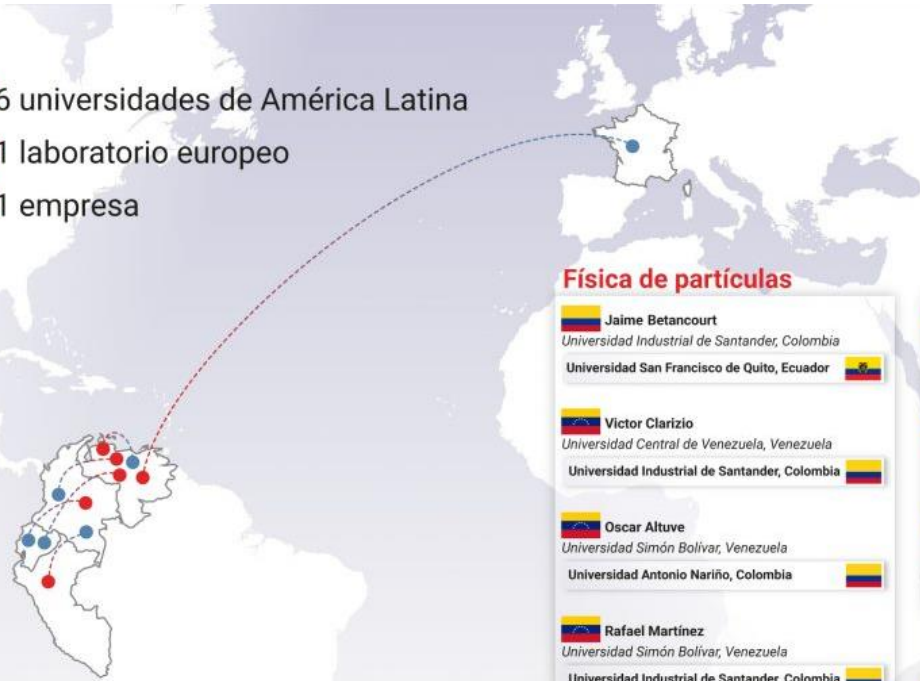 6 universidades de América Latina
1 laboratorio europeo
1 empresa
Física de partículas
Jaime Betancourt
Universidad Industrial de Santander, Colombia
Universidad San Francisco de Quito, Ecuador
Victor Clarizio
Universidad Central de Venezuela, Venezuela
Universidad Industrial de Santander, Colombia
Oscar Altuve
Universidad Simón Bolívar, Venezuela
Universidad Antonio Nariño, Colombia
Rafael Martínez
Universidad Simón Bolívar, Venezuela
Universidad Industrial de Santander, Colombia